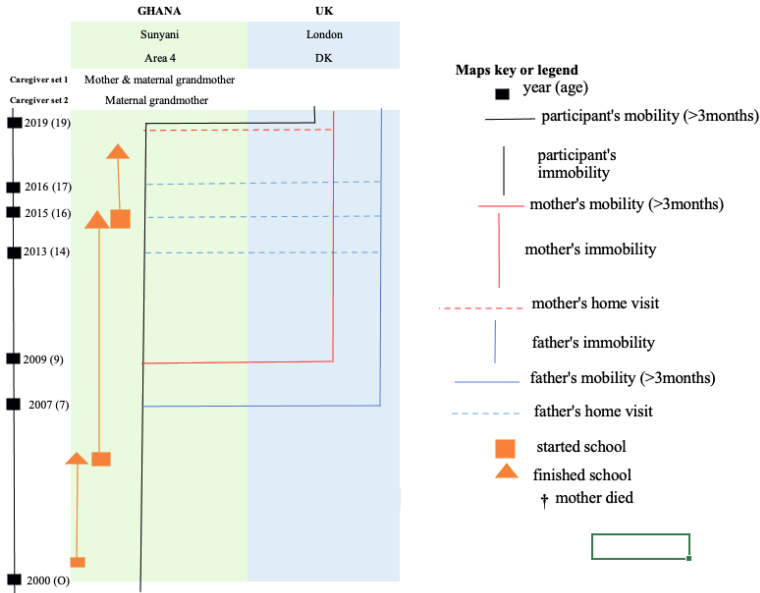 GHANA
UK
Sunyani
London
Area 4
DK
Caregiver set 1
Mother & maternal grandmother
Caregiver set 2
Maternal grandmother
2019 (19)
2016 (17)
2015 (16)
2013 (14)
2009 (9)
2007 (7)
2000 (O)
Maps key or legend
year (age)
participant's mobility (>3months)
participant's
immobility
mother's mobility (>3months)
mother's immobility
mother's home visit
father's immobility
father's mobility (>3months)
father's home visit
started school
finished school
† mother died